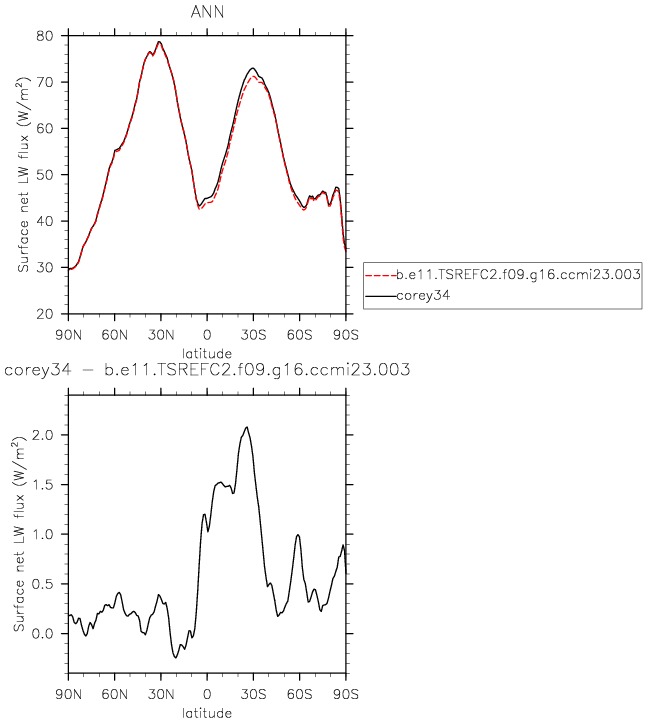 ANN
Surface net LW flux (W/m²)
80
70
60
50
40
30
20
90N 60N 30N 0 30S 60S 90S
latitude
b.e11.TSREFC2.f09.g16.ccmi23.003
corey34
corey34 − b.e11.TSREFC2.f09.g16.ccmi23.003
Surface net LW flux (W/m²)
2.0
1.5
1.0
0.5
0.0
90N 60N 30N 0 30S 60S 90S
latitude